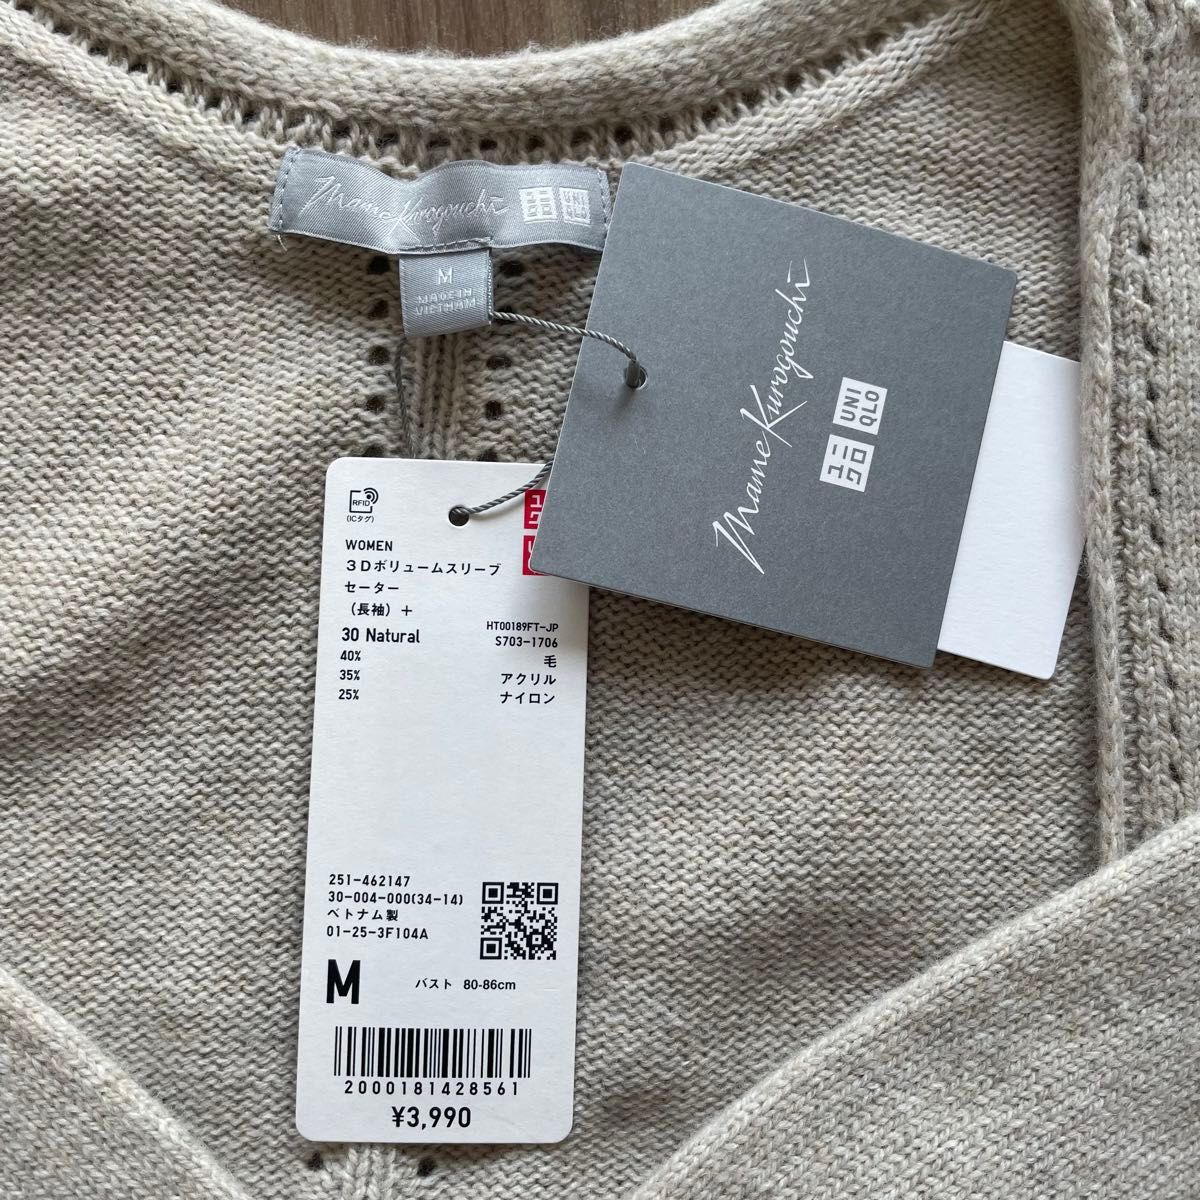 Mame Kurogouchi
ユニクロ
UNIQLO
M
MADE IN
VIETNAM
Mame Kurogouchi
ユニクロ
UNIQLO
RFID
(ICタグ)
WOMEN
3Dボリュームスリーブ
セーター
(長袖)+
HT00189FT-JP
30 Natural S703-1706
40% 毛
35% アクリル
25% ナイロン
251-462147
30-004-000(34-14)
ベトナム製
01-25-3F104A
M バスト 80-86cm
2000181428561
¥3,990